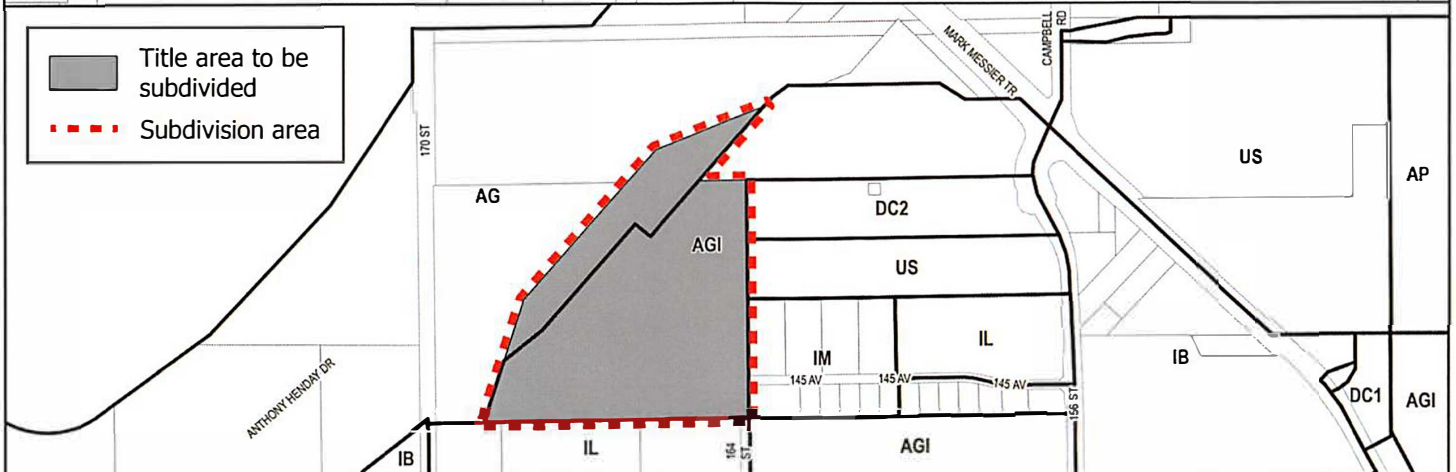 Title area to be
subdivided
Subdivision area
170 ST
MARK MESSIER TR
CAMPBELL
RD
US
AP
AG
DC2
AGI
US
IL
IM
IB
145 AV
145 AV
145 AV
DC1
AGI
156 ST
ANTHONY HENDAY DR
IB
IL
164
ST
AGI